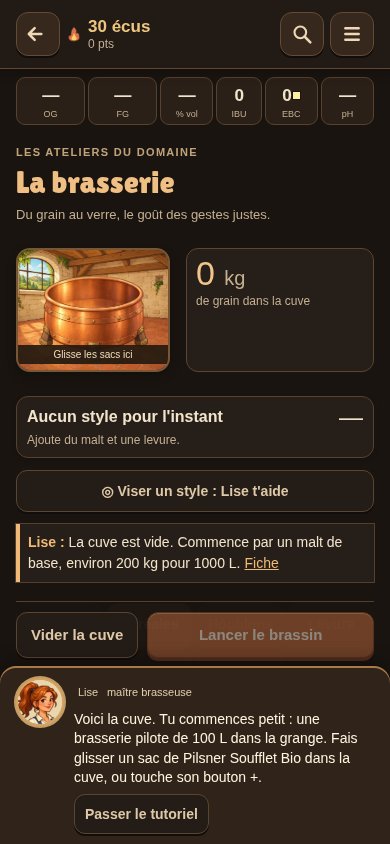 30 écus
0 pts
— — — 0 0 —
OG FG % vol IBU EBC pH
LES ATELIERS DU DOMAINE
La brasserie
Du grain au verre, le goût des gestes justes.
0 kg
de grain dans la cuve
Glisse les sacs ici
Aucun style pour l'instant —
Ajoute du malt et une levure.
◎ Viser un style : Lise t'aide
Lise : La cuve est vide. Commence par un malt de
base, environ 200 kg pour 1000 L. Fiche
Vider la cuve Lancer le brassin
Lise maître brasseuse
Voici la cuve. Tu commences petit : une
brasserie pilote de 100 L dans la grange. Fais
glisser un sac de Pilsner Soufflet Bio dans la
cuve, ou touche son bouton +.
Passer le tutoriel